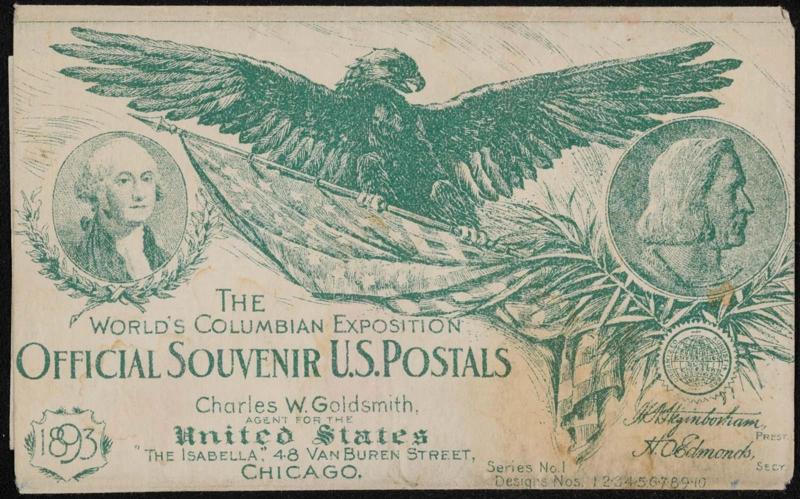 THE
WORLD'S COLUMBIAN EXPOSITION
OFFICIAL SOUVENIR U.S. POSTALS
Charles W. Goldsmith,
AGENT FOR THE
United States
"THE ISABELLA," 48 VAN BUREN STREET,
CHICAGO.
1893
H. N. Higinbotham,
PREST.
H. O. Edmonds,
SECY.
Series No. 1
Designs Nos. 1·2·3·4·5·6·7·8·9·10